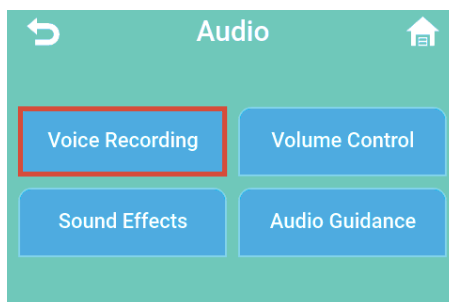 Audio
Voice Recording
Volume Control
Sound Effects
Audio Guidance